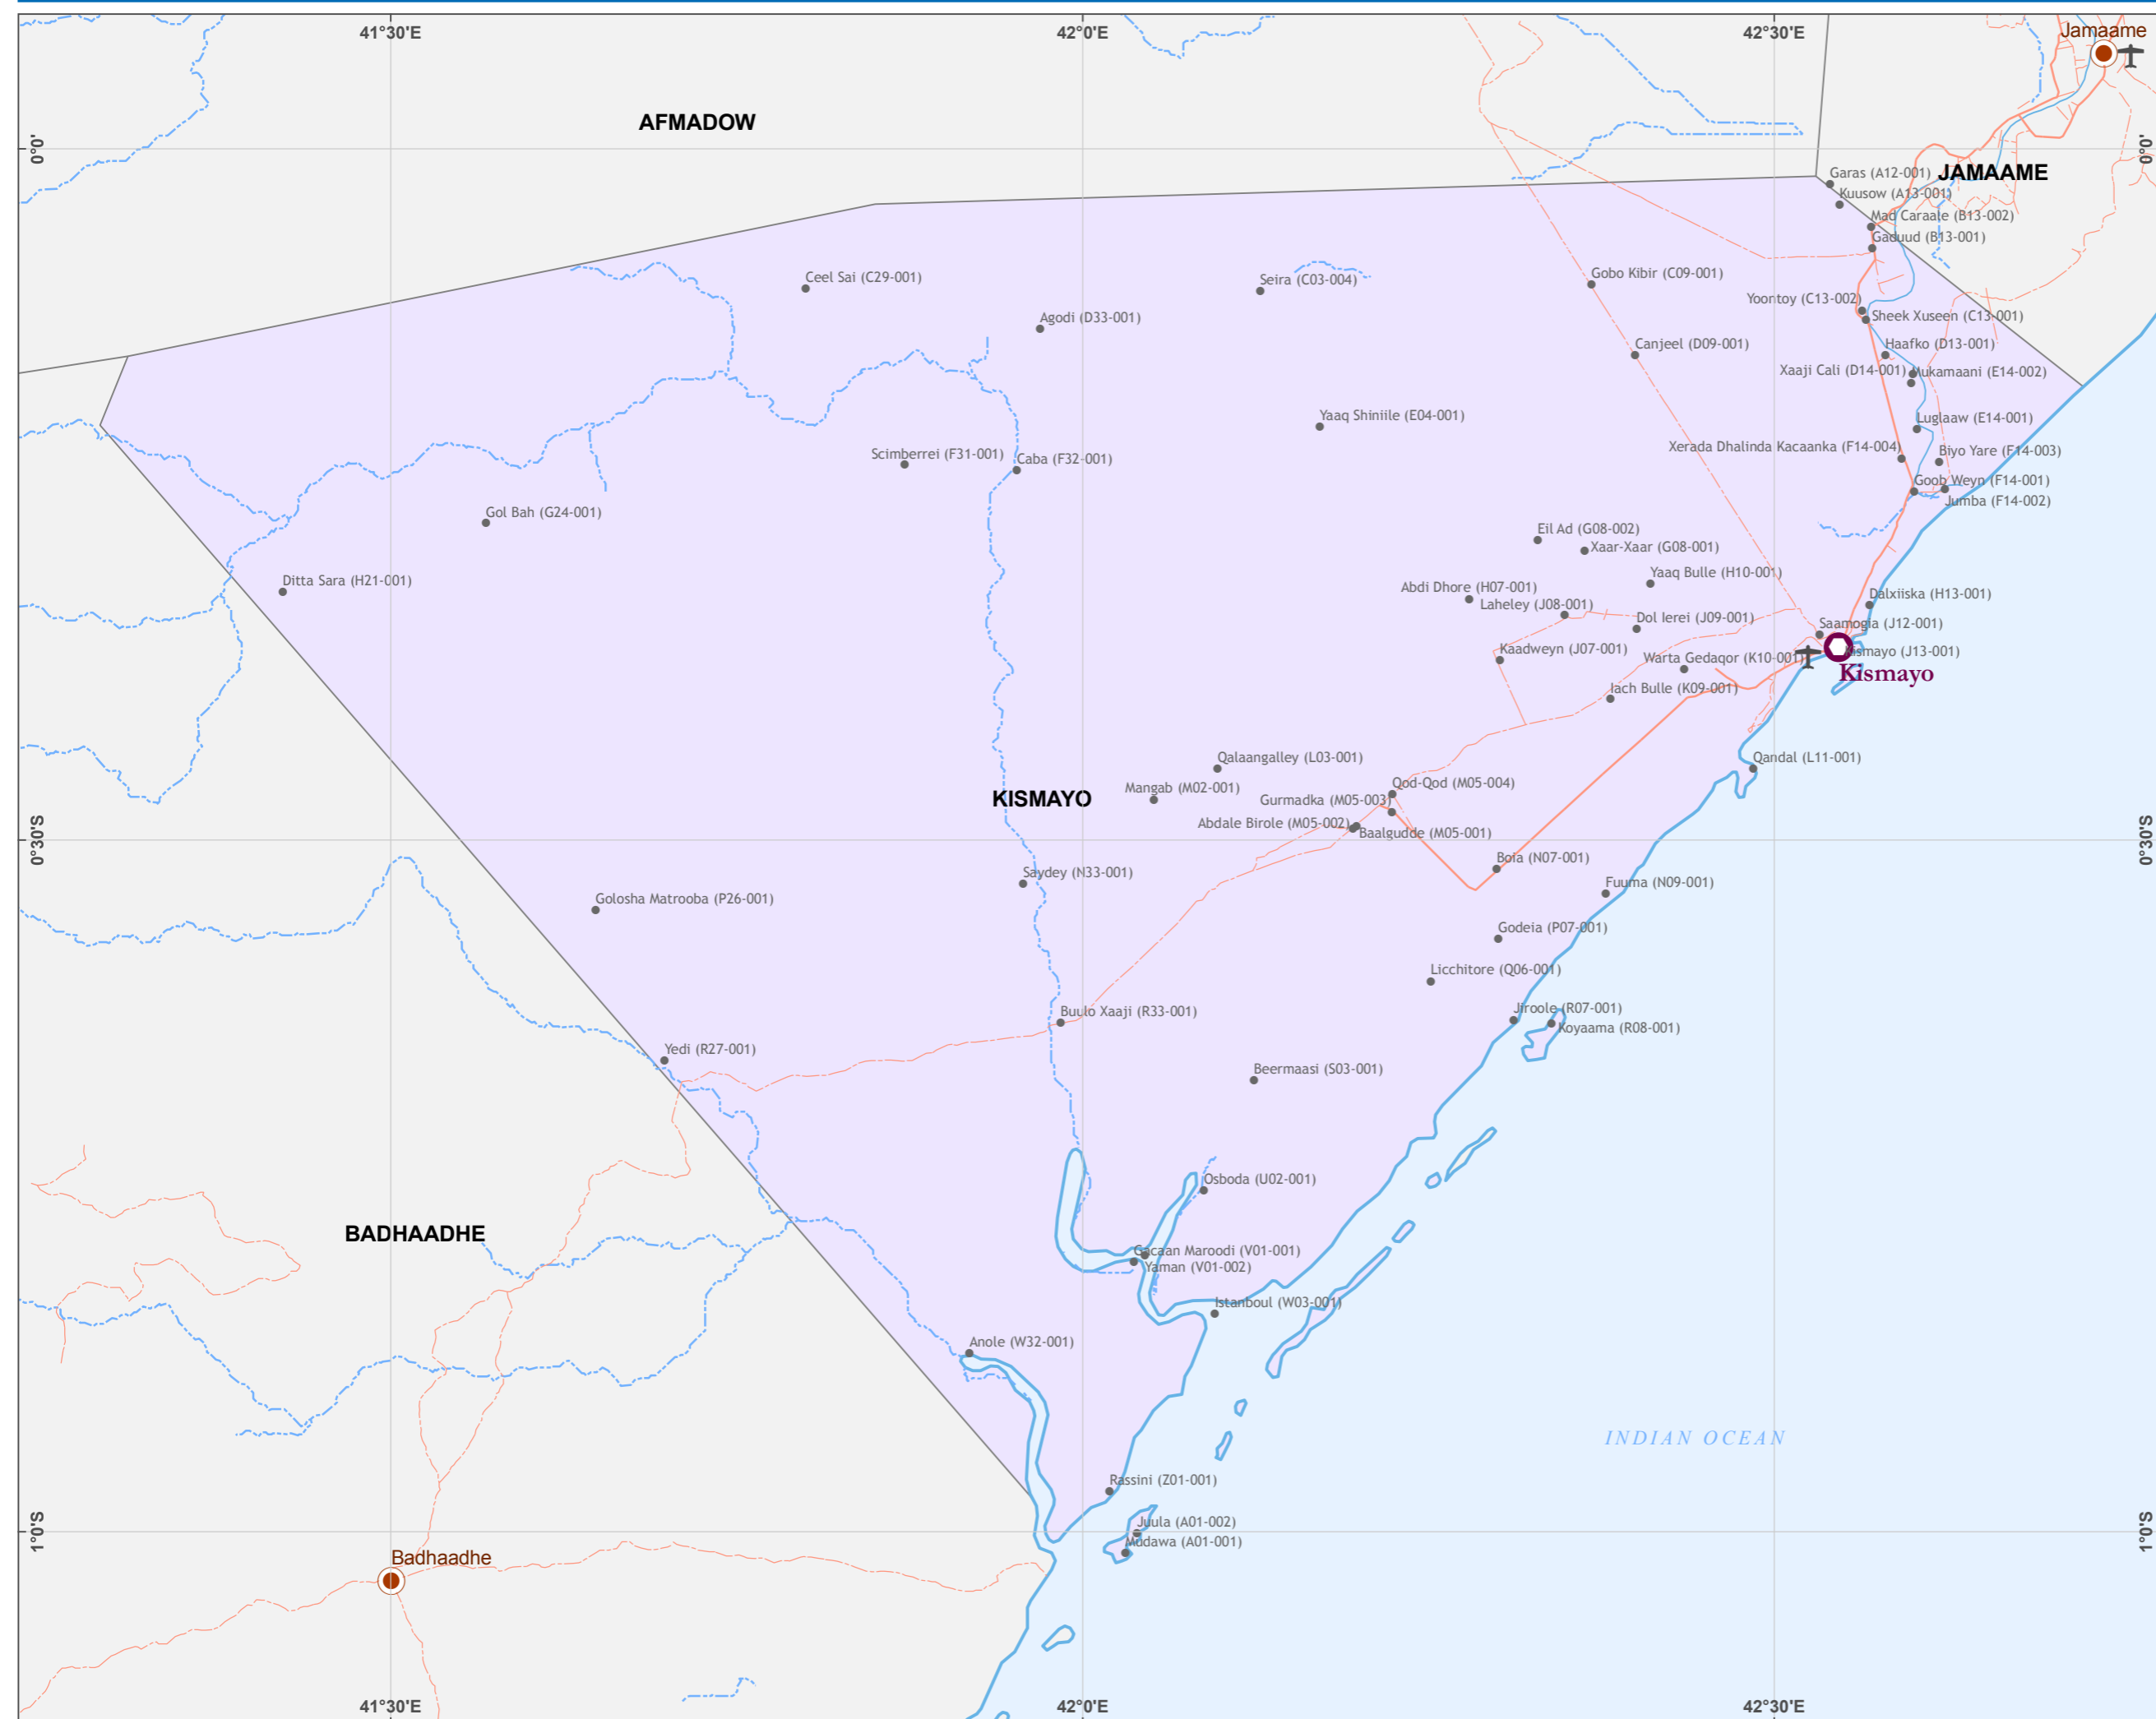 41°30'E
42°0'E
42°30'E
Jamaame
AFMADOW
0°0'
0°0'
JAMAAME
Garas (A12-001)
Kuusow (A13-001)
Mad Caraale (B13-002)
Gaduud (B13-001)
Ceel Sai (C29-001)
Seira (C03-004)
Gobo Kibir (C09-001)
Yoontoy (C13-002)
Agodi (D33-001)
Sheek Xuseen (C13-001)
Canjeel (D09-001)
Haafko (D13-001)
Xaaji Cali (D14-001)
Mukamaani (E14-002)
Yaaq Shiniile (E04-001)
Luglaaw (E14-001)
Xerada Dhalinda Kacaanka (F14-004)
Biyo Yare (F14-003)
Scimberrei (F31-001)
Caba (F32-001)
Goob Weyn (F14-001)
Jumba (F14-002)
Gol Bah (G24-001)
Eil Ad (G08-002)
Xaar-Xaar (G08-001)
Yaaq Bulle (H10-001)
Ditta Sara (H21-001)
Abdi Dhore (H07-001)
Dalxiiska (H13-001)
Laheley (J08-001)
Dol Ierei (J09-001)
Saamogia (J12-001)
Kaadweyn (J07-001)
Warta Gedaqor (K10-001)
Kismayo (J13-001)
Kismayo
Iach Bulle (K09-001)
Qalaangalley (L03-001)
Qandal (L11-001)
Mangab (M02-001)
Qod-Qod (M05-004)
KISMAYO
Gurmadka (M05-003)
Abdale Birole (M05-002)
Baalgudde (M05-001)
0°30'S
0°30'S
Boia (N07-001)
Saydey (N33-001)
Fuuma (N09-001)
Golosha Matrooba (P26-001)
Godeia (P07-001)
Licchitore (Q06-001)
Buulo Xaaji (R33-001)
Jiroole (R07-001)
Koyaama (R08-001)
Yedi (R27-001)
Beermaasi (S03-001)
Osboda (U02-001)
BADHAADHE
Gacaan Maroodi (V01-001)
Yaman (V01-002)
Istanboul (W03-001)
Anole (W32-001)
INDIAN OCEAN
Rassini (Z01-001)
Juula (A01-002)
Mudawa (A01-001)
1°0'S
1°0'S
Badhaadhe
41°30'E
42°0'E
42°30'E